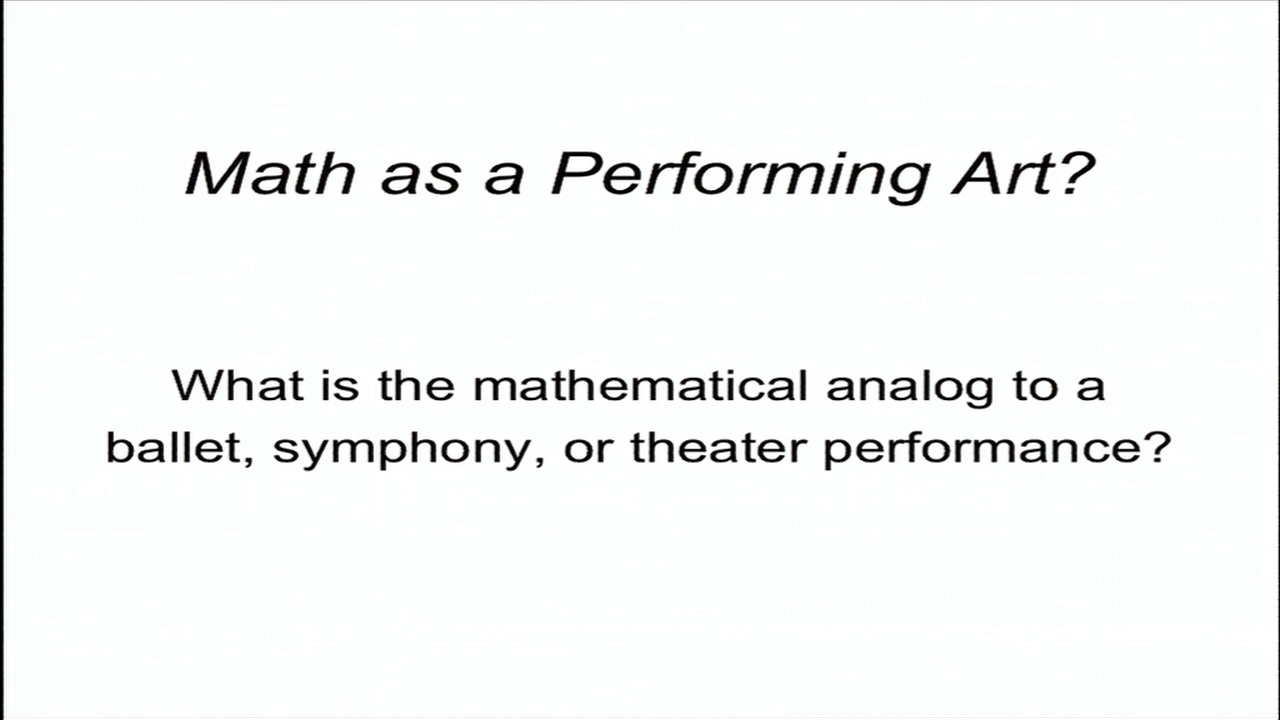 Math as a Performing Art?
What is the mathematical analog to a
ballet, symphony, or theater performance?